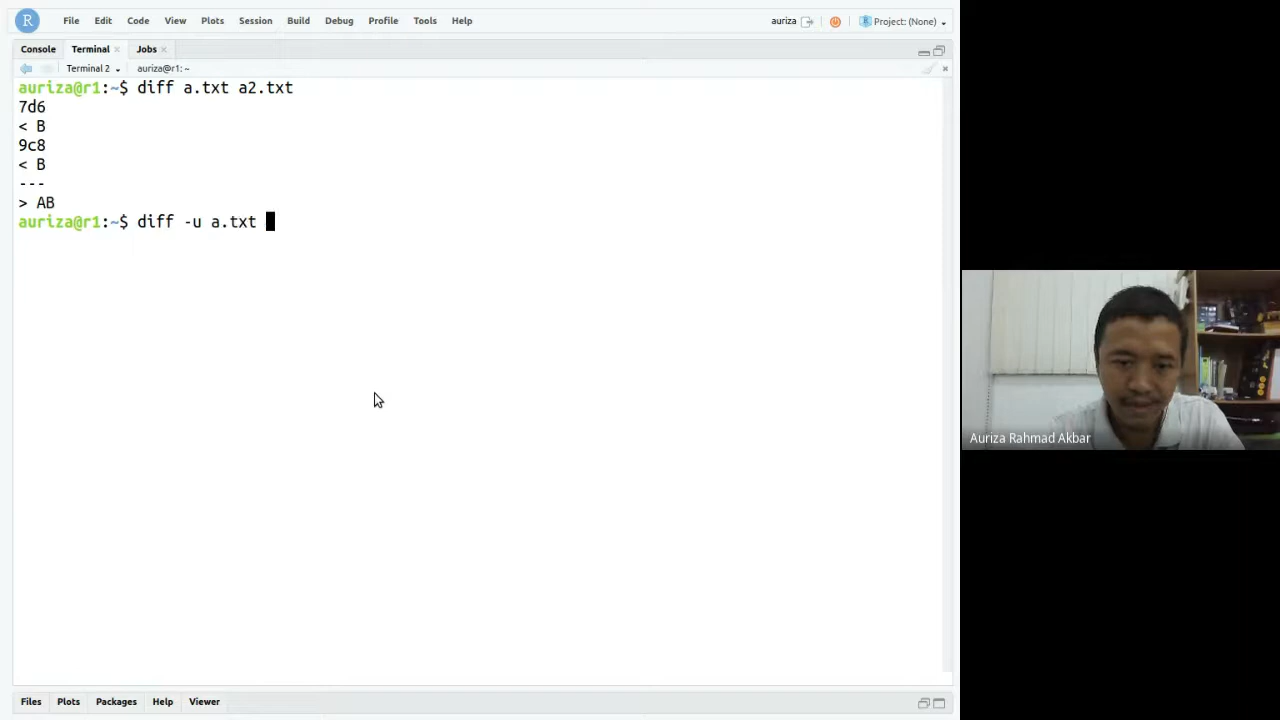 R File Edit Code View Plots Session Build Debug Profile Tools Help auriza R Project: (None)
Console Terminal Jobs
Terminal 2 auriza@r1: ~
auriza@r1:~$ diff a.txt a2.txt
7d6
< B
9c8
< B
---
> AB
auriza@r1:~$ diff -u a.txt
Auriza Rahmad Akbar
Files Plots Packages Help Viewer